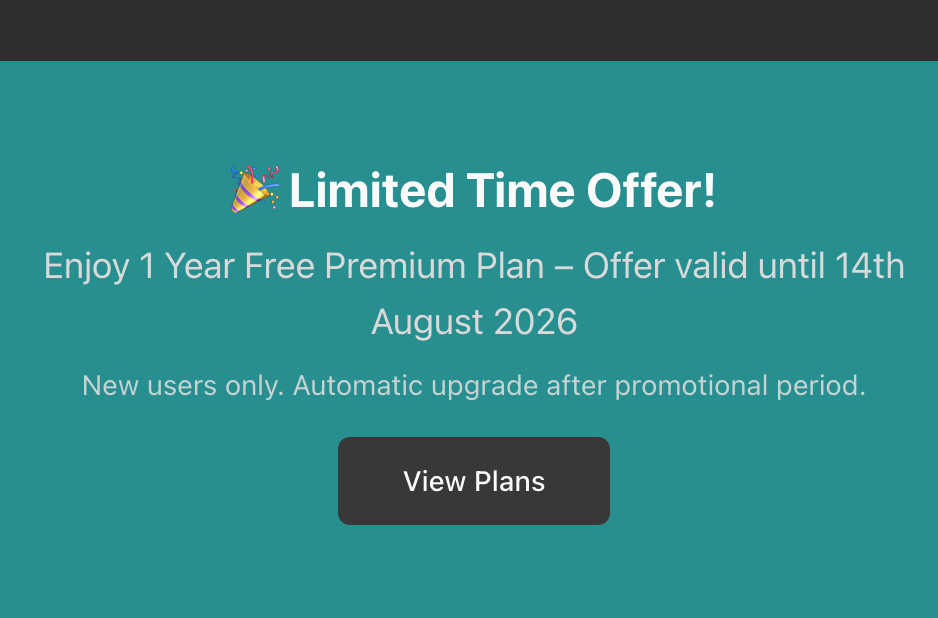 🎉 Limited Time Offer!
Enjoy 1 Year Free Premium Plan – Offer valid until 14th
August 2026
New users only. Automatic upgrade after promotional period.
View Plans